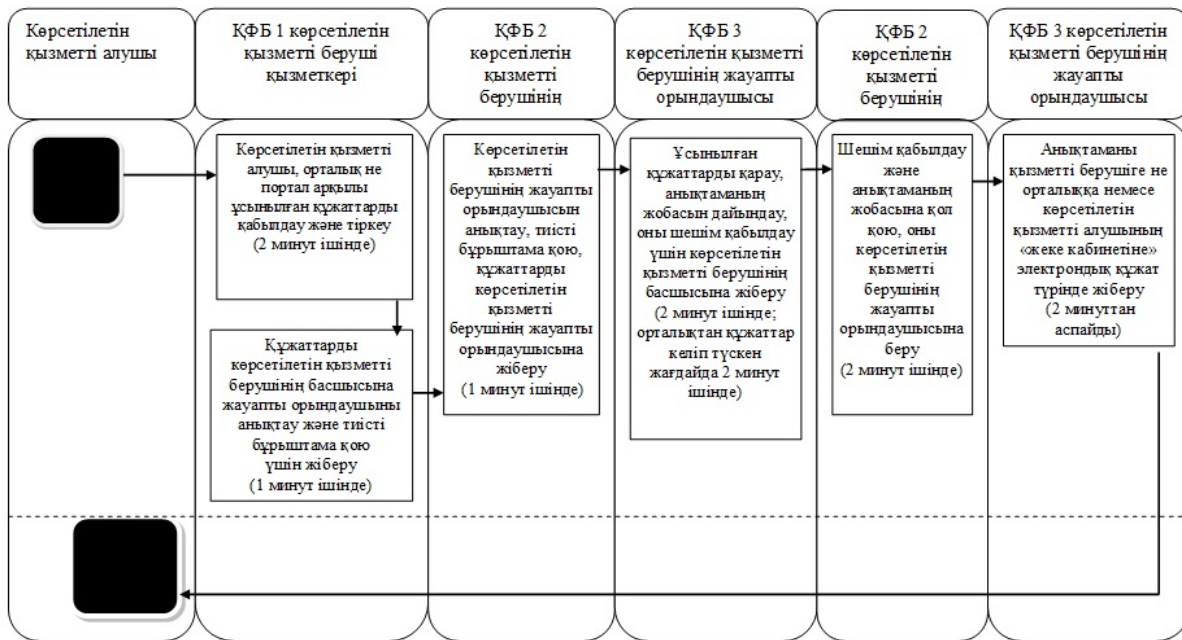 Көрсетілетін
қызметті алушы
ҚФБ 1 көрсетілетін
қызметті беруші
қызметкері
ҚФБ 2
көрсетілетін
қызметті
берушінің
ҚФБ 3
көрсетілетін қызметті
берушінің жауапты
орындаушысы
ҚФБ 2
көрсетілетін
қызметті
берушінің
ҚФБ 3 көрсетілетін
қызметті берушінің
жауапты
орындаушысы
Көрсетілетін қызметті
алушы, орталық не
портал арқылы
ұсынылған құжаттарды
қабылдау және тіркеу
(2 минут ішінде)
Құжаттарды
көрсетілетін қызметті
берушінің басшысына
жауапты орындаушыны
анықтау және тиісті
бұрыштама қою
үшін жіберу
(1 минут ішінде)
Көрсетілетін
қызметті
берушінің жауапты
орындаушысын
анықтау, тиісті
бұрыштама қою,
құжаттарды
көрсетілетін
қызметті
берушінің жауапты
орындаушысына
жіберу
(1 минут ішінде)
Ұсынылған
құжаттарды қарау,
анықтаманың
жобасын дайындау,
оны шешім қабылдау
үшін көрсетілетін
қызметті берушінің
басшысына жіберу
(2 минут ішінде;
орталықтан құжаттар
келіп түскен
жағдайда 2 минут
ішінде)
Шешім қабылдау
және
анықтаманың
жобасына қол
қою, оны
көрсетілетін
қызметті
берушінің
жауапты
орындаушысына
беру
(2 минут ішінде)
Анықтаманы
қызметті берушіге не
орталыққа немесе
көрсетілетін
қызметті алушының
«жеке кабинетіне»
электрондық құжат
түрінде жіберу
(2 минуттан
аспайды)